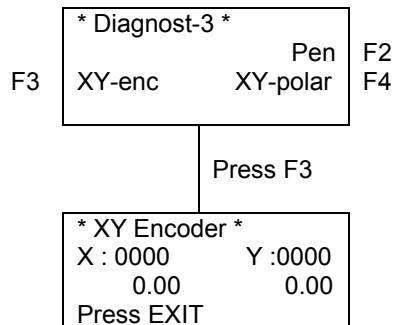 * Diagnost-3 *
Pen F2
F3 XY-enc XY-polar F4
Press F3
* XY Encoder *
X : 0000 Y :0000
0.00 0.00
Press EXIT